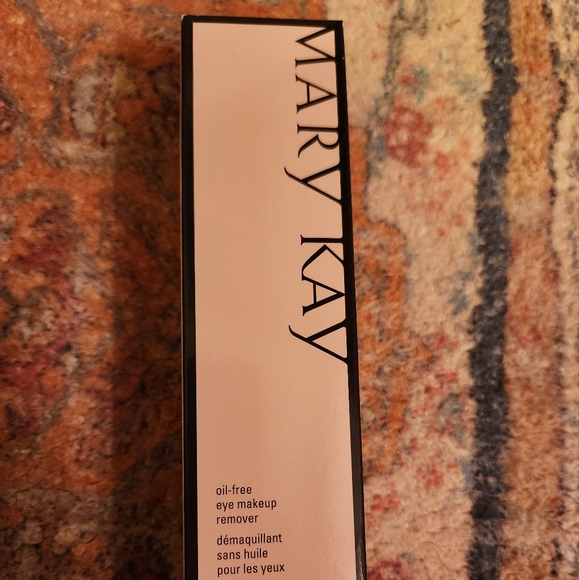 MARY KAY
oil-free
eye makeup
remover
démaquillant
sans huile
pour les yeux